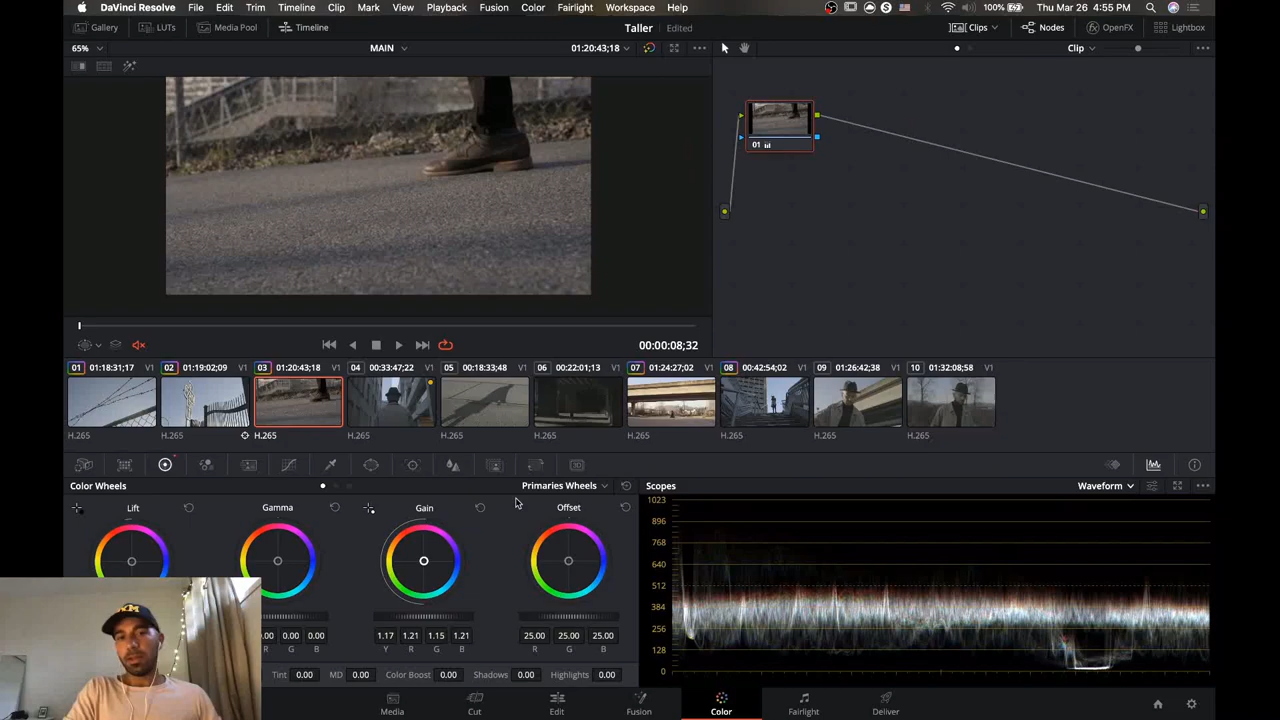 DaVinci Resolve File Edit Trim Timeline Clip Mark View Playback Fusion Color Fairlight Workspace Help 100% Thu Mar 26 4:55 PM
Gallery LUTs Media Pool Timeline Taller Edited Clips Nodes OpenFX Lightbox
65% MAIN 01:20:43;18 Clip
01
00:00:08;32
01 01:18:31;17 V1 02 01:19:02;09 V1 03 01:20:43;18 V1 04 00:33:47;22 V1 05 00:18:33;48 V1 06 00:22:01;13 V1 07 01:24:27;02 V1 08 00:42:54;02 V1 09 01:26:42;38 V1 10 01:32:08;58 V1
H.265 H.265 H.265 H.265 H.265 H.265 H.265 H.265 H.265 H.265
Color Wheels Primaries Wheels Scopes Waveform
Lift Gamma Gain Offset
1023
896
768
640
512
384
256
128
0
0.00 0.00 1.17 1.21 1.15 1.21 25.00 25.00 25.00
R G B Y R G B R G B
Tint 0.00 MD 0.00 Color Boost 0.00 Shadows 0.00 Highlights 0.00
Media Cut Edit Fusion Color Fairlight Deliver